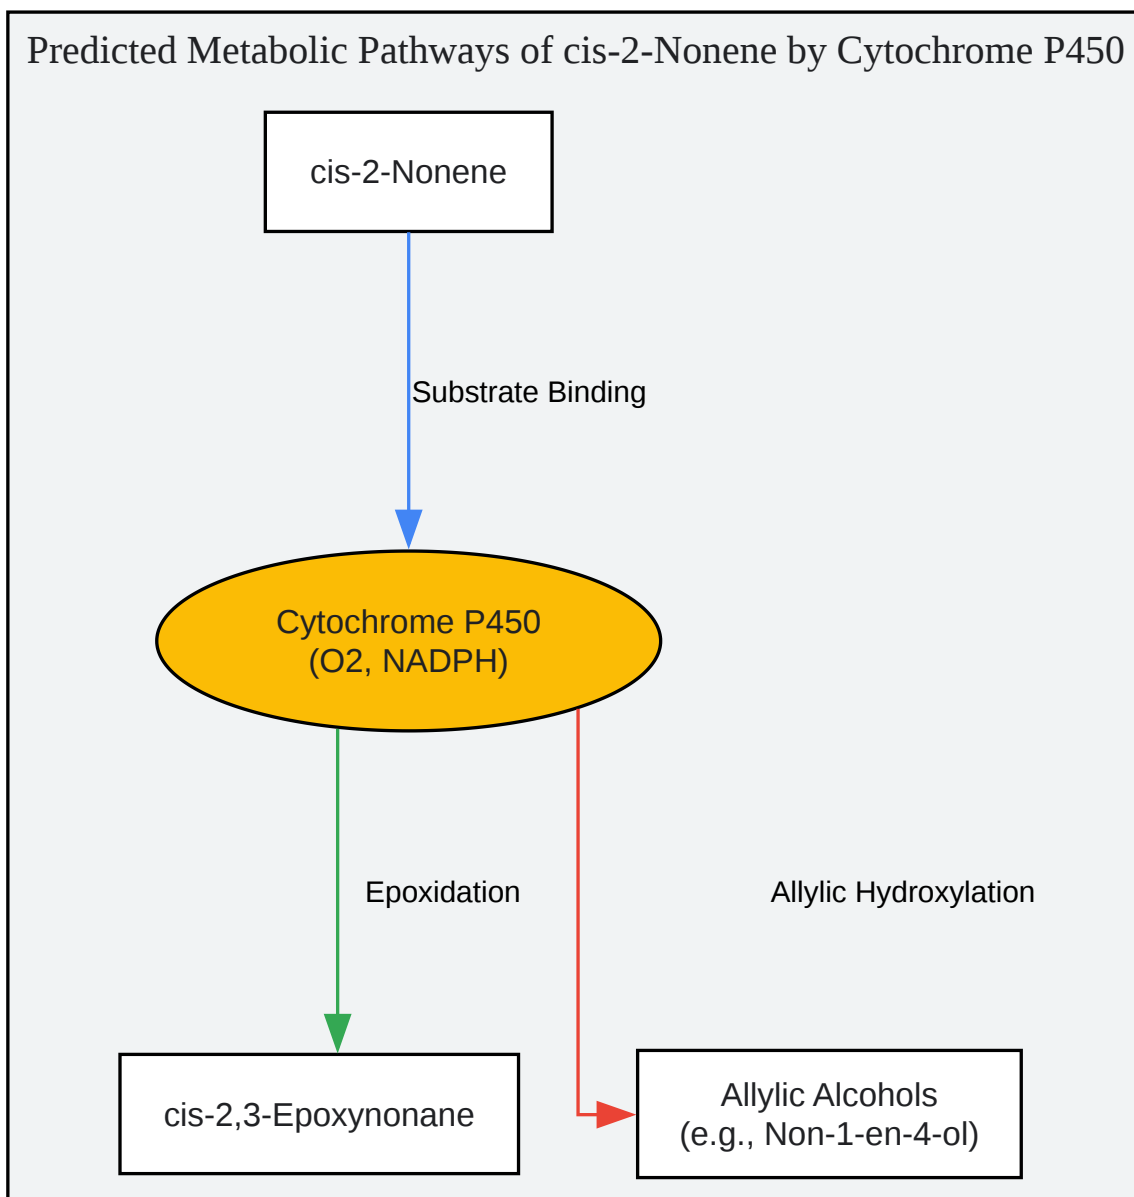 Predicted Metabolic Pathways of cis-2-Nonene by Cytochrome P450
cis-2-Nonene
Substrate Binding
Cytochrome P450
(O2, NADPH)
Epoxidation
Allylic Hydroxylation
cis-2,3-Epoxynonane
Allylic Alcohols
(e.g., Non-1-en-4-ol)